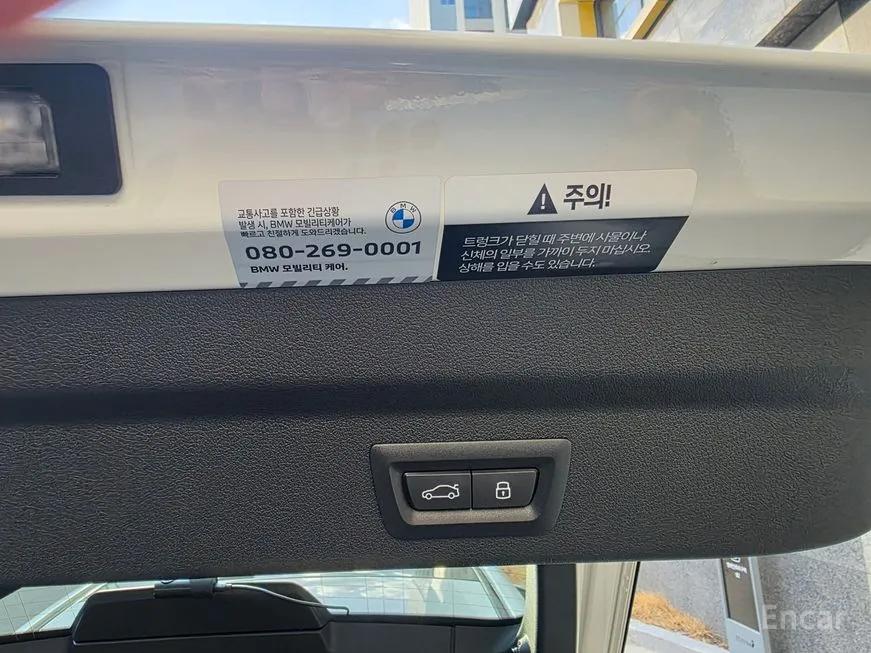 교통사고를 포함한 긴급상황
발생 시, BMW 모빌리티케어가
빠르고 친절하게 도와드리겠습니다.
080-269-0001
BMW 모빌리티 케어.
BMW
주의!
트렁크가 닫힐 때 주변에 사물이나
신체의 일부를 가까이 두지 마십시오.
상해를 입을 수도 있습니다.
Encar